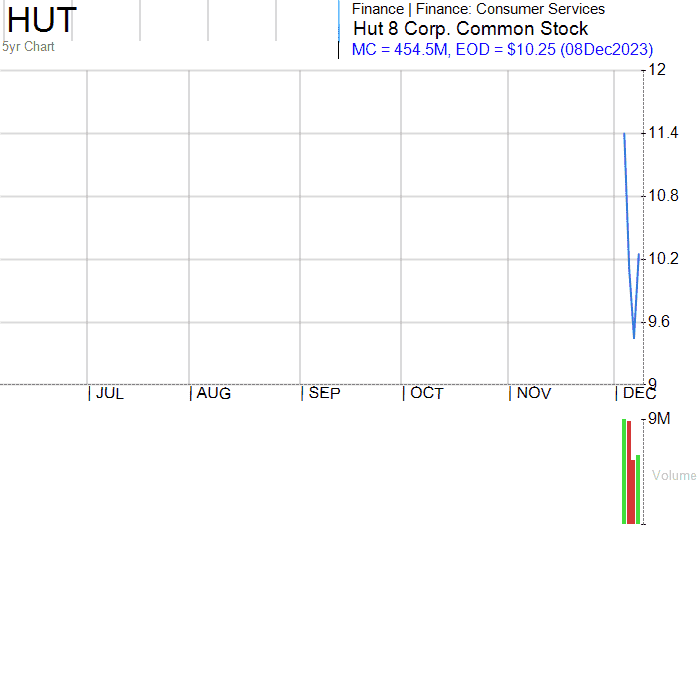 HUT
5yr Chart
Finance | Finance: Consumer Services
Hut 8 Corp. Common Stock
MC = 454.5M, EOD = $10.25 (08Dec2023)
12
11.4
10.8
10.2
9.6
9
JUL AUG SEP OCT NOV DEC
9M
Volume